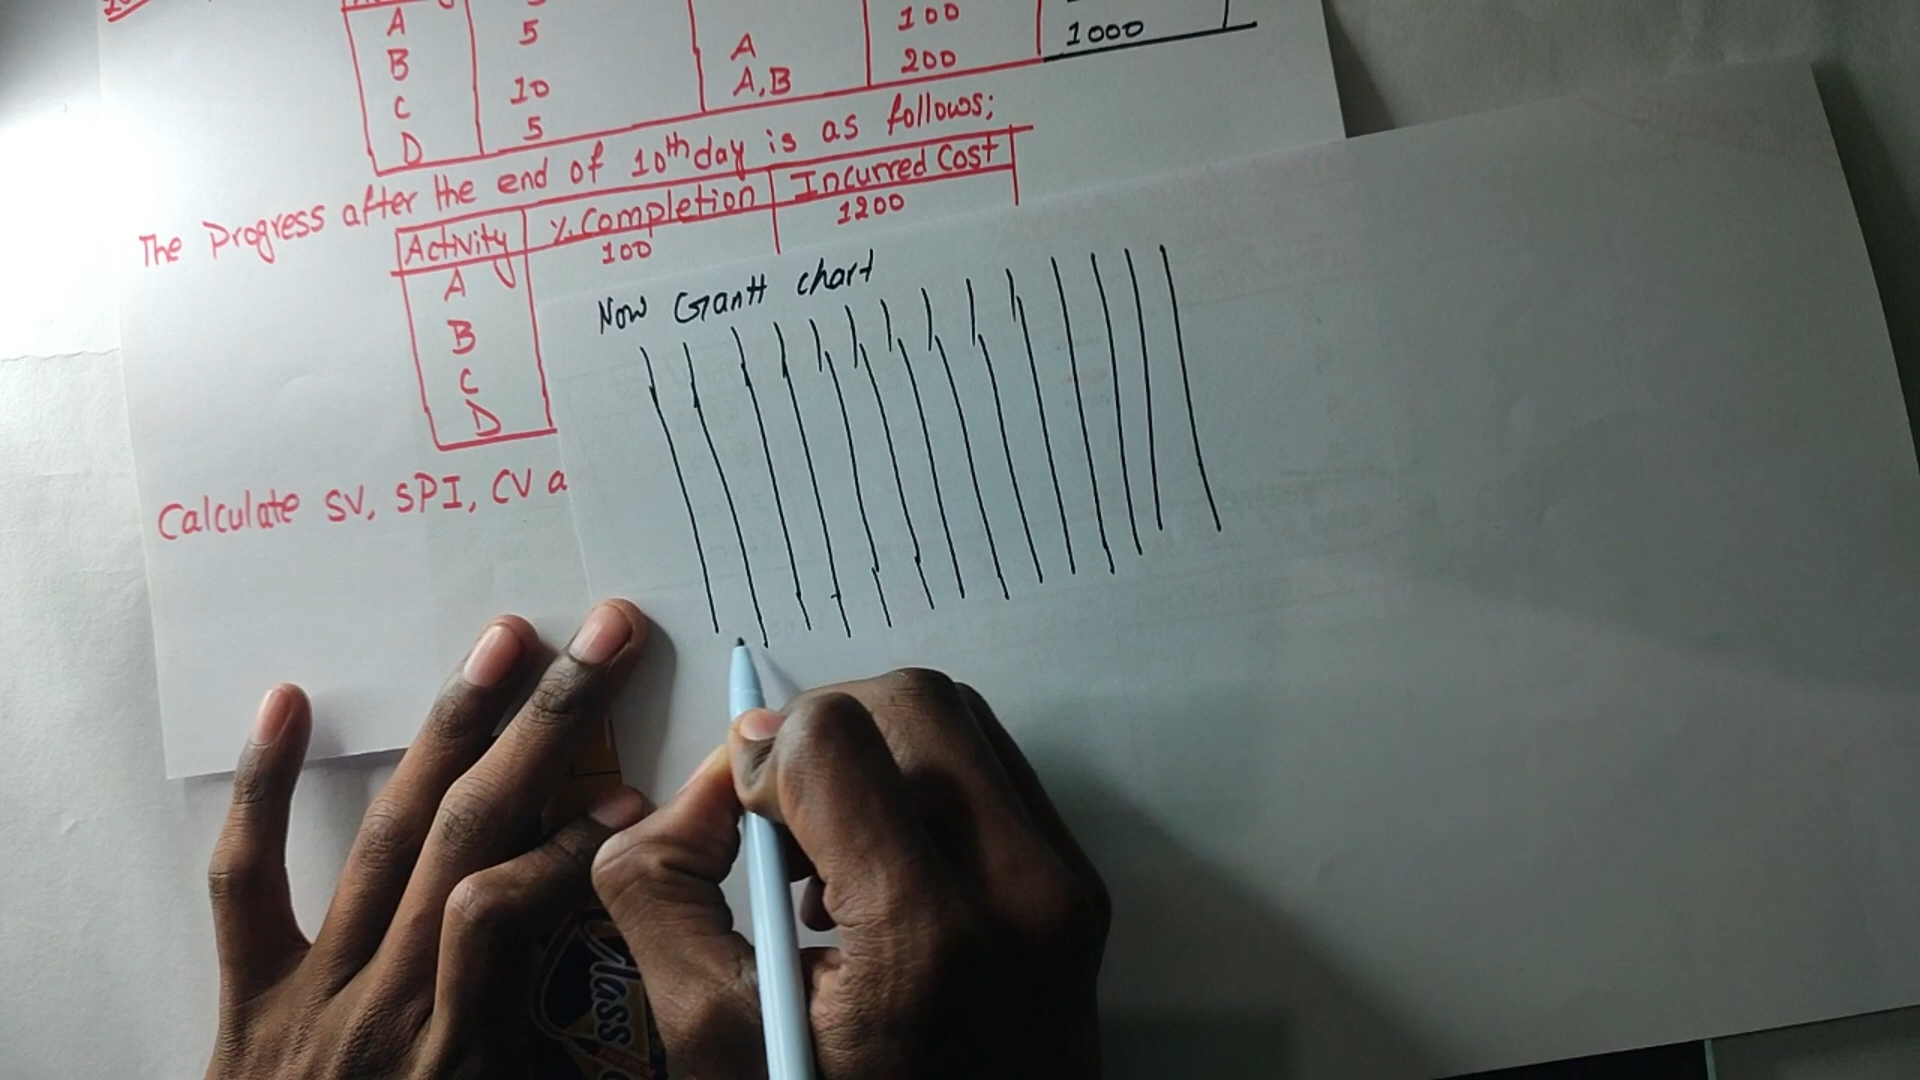 A 5 100
B A 200 1000
C 10 A,B
D 5
The Progress after the end of 10th day is as follows;
Activity %. Completion Incurred Cost
A 100 1200
B
C
D
Calculate SV, SPI, CV a
Now Gantt chart
class